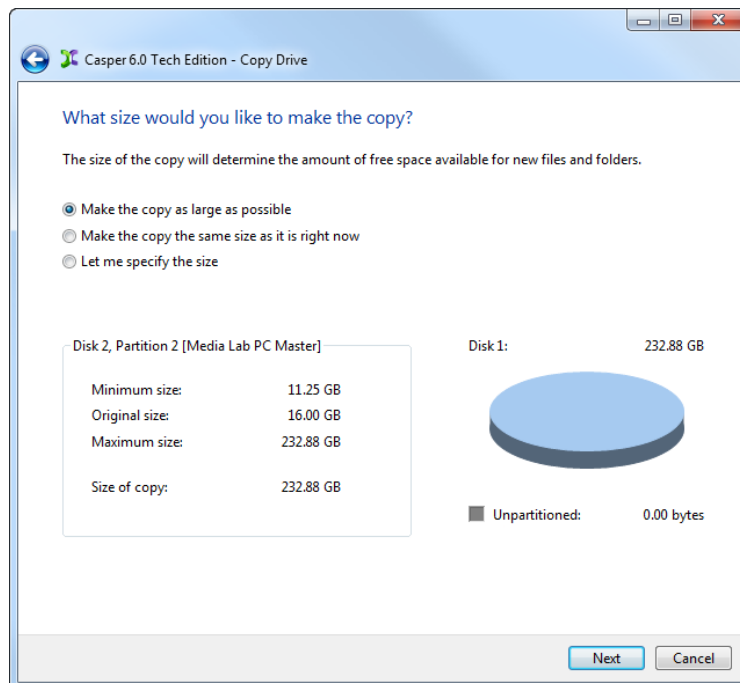 Casper 6.0 Tech Edition - Copy Drive
What size would you like to make the copy?
The size of the copy will determine the amount of free space available for new files and folders.
Make the copy as large as possible
Make the copy the same size as it is right now
Let me specify the size
Disk 2, Partition 2 [Media Lab PC Master]
Minimum size: 11.25 GB
Original size: 16.00 GB
Maximum size: 232.88 GB
Size of copy: 232.88 GB
Disk 1: 232.88 GB
Unpartitioned: 0.00 bytes
Next Cancel